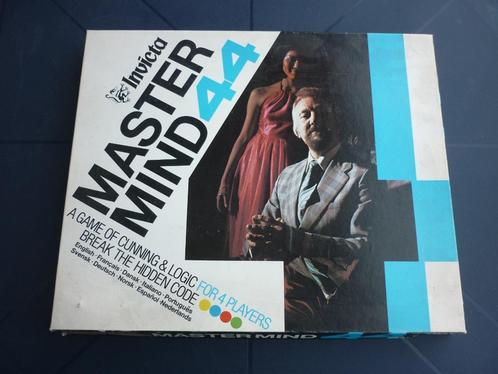 Invicta
MASTER
MIND 44
A GAME OF CUNNING & LOGIC FOR 4 PLAYERS
BREAK THE HIDDEN CODE
English·Français·Dansk·Italiano·Português
Svensk·Deutsch·Norsk·Español·Nederlands
MASTERMIND 44